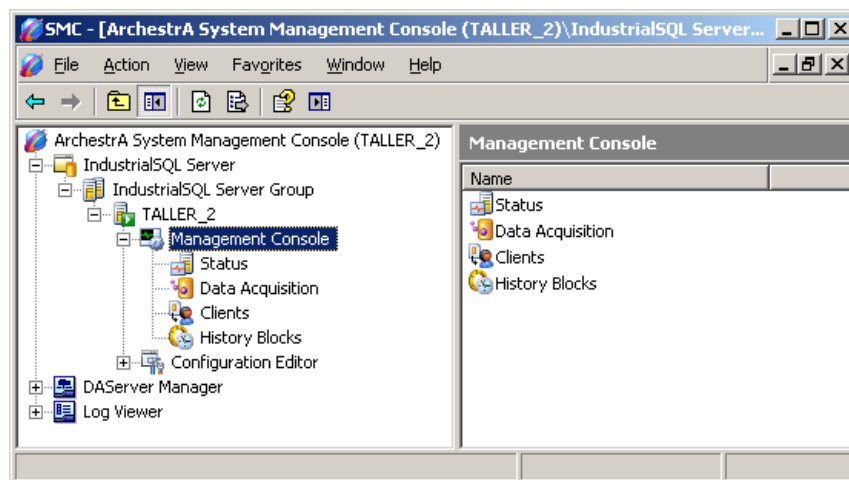 SMC - [ArchestrA System Management Console (TALLER_2)\IndustrialSQL Server...
File Action View Favorites Window Help
ArchestrA System Management Console (TALLER_2)
IndustrialSQL Server
IndustrialSQL Server Group
TALLER_2
Management Console
Status
Data Acquisition
Clients
History Blocks
Configuration Editor
DAServer Manager
Log Viewer
Management Console
Name
Status
Data Acquisition
Clients
History Blocks